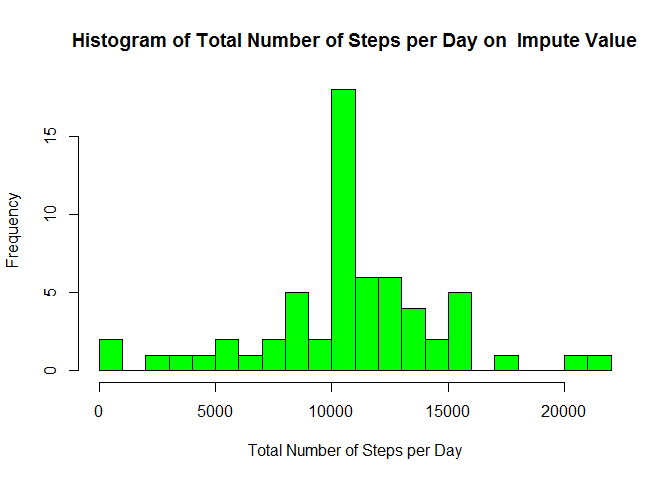 Histogram of Total Number of Steps per Day on  Impute Value
Frequency
15
10
5
0
0 5000 10000 15000 20000
Total Number of Steps per Day